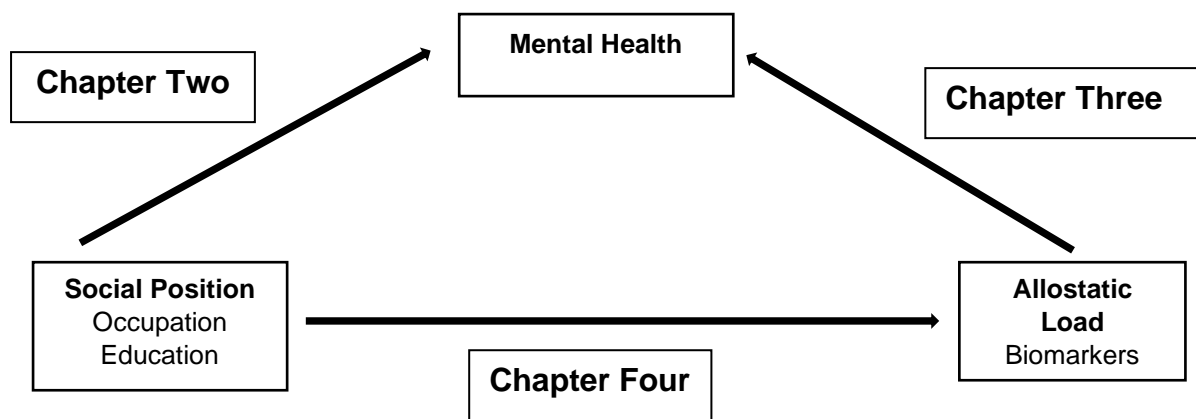 Mental Health
Chapter Two
Chapter Three
Social Position
Occupation
Education
Allostatic
Load
Biomarkers
Chapter Four